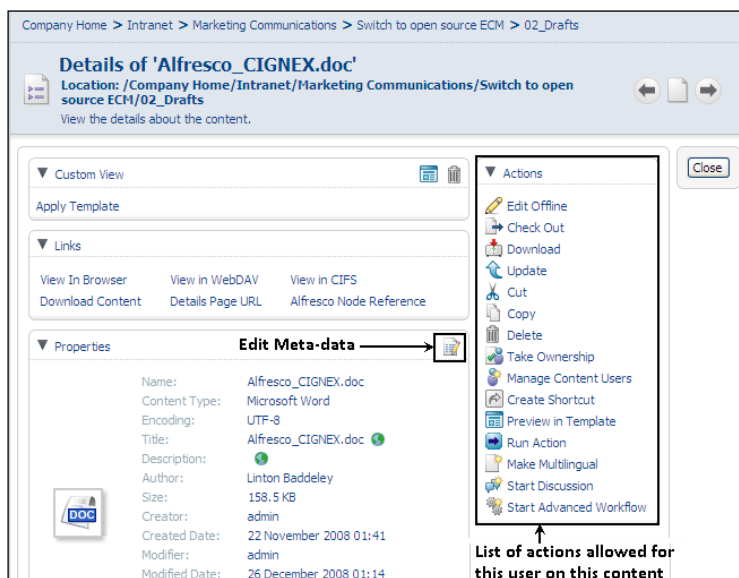 Company Home > Intranet > Marketing Communications > Switch to open source ECM > 02_Drafts
Details of 'Alfresco_CIGNEX.doc'
Location: /Company Home/Intranet/Marketing Communications/Switch to open
source ECM/02_Drafts
View the details about the content.
Custom View
Apply Template
Links
View In Browser View in WebDAV View in CIFS
Download Content Details Page URL Alfresco Node Reference
Properties
Edit Meta-data
Name: Alfresco_CIGNEX.doc
Content Type: Microsoft Word
Encoding: UTF-8
Title: Alfresco_CIGNEX.doc
Description:
Author: Linton Baddeley
Size: 158.5 KB
Creator: admin
Created Date: 22 November 2008 01:41
Modifier: admin
Modified Date: 26 December 2008 01:14
DOC
Actions
Edit Offline
Check Out
Download
Update
Cut
Copy
Delete
Take Ownership
Manage Content Users
Create Shortcut
Preview in Template
Run Action
Make Multilingual
Start Discussion
Start Advanced Workflow
List of actions allowed for
this user on this content
Close